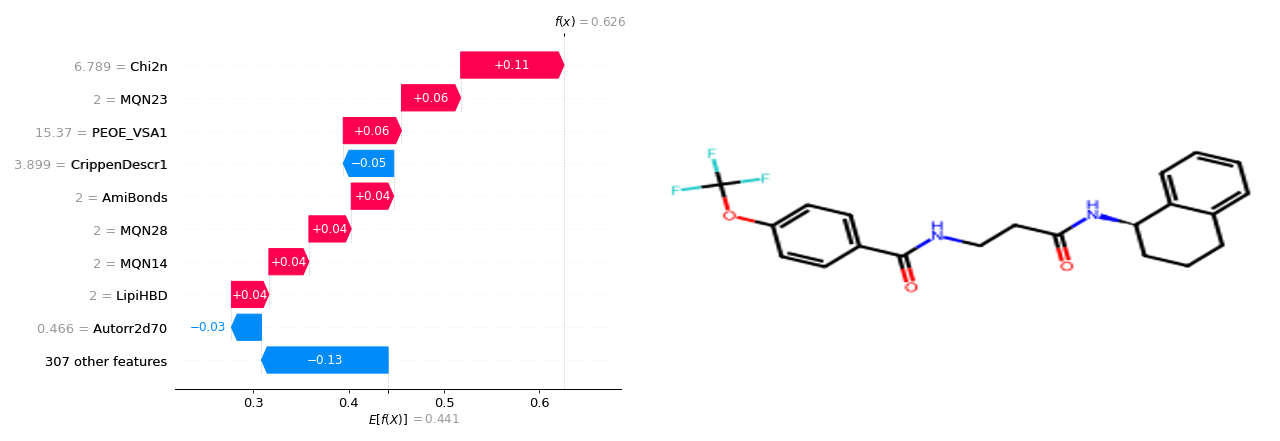 f(x) = 0.626
6.789 = Chi2n
+0.11
2 = MQN23
+0.06
15.37 = PEOE_VSA1
+0.06
3.899 = CrippenDescr1
−0.05
2 = AmiBonds
+0.04
2 = MQN28
+0.04
2 = MQN14
+0.04
2 = LipiHBD
+0.04
0.466 = Autorr2d70
−0.03
307 other features
−0.13
0.3 0.4 0.5 0.6
E[f(X)] = 0.441
F
F F
O
H
N
O
H
N
O